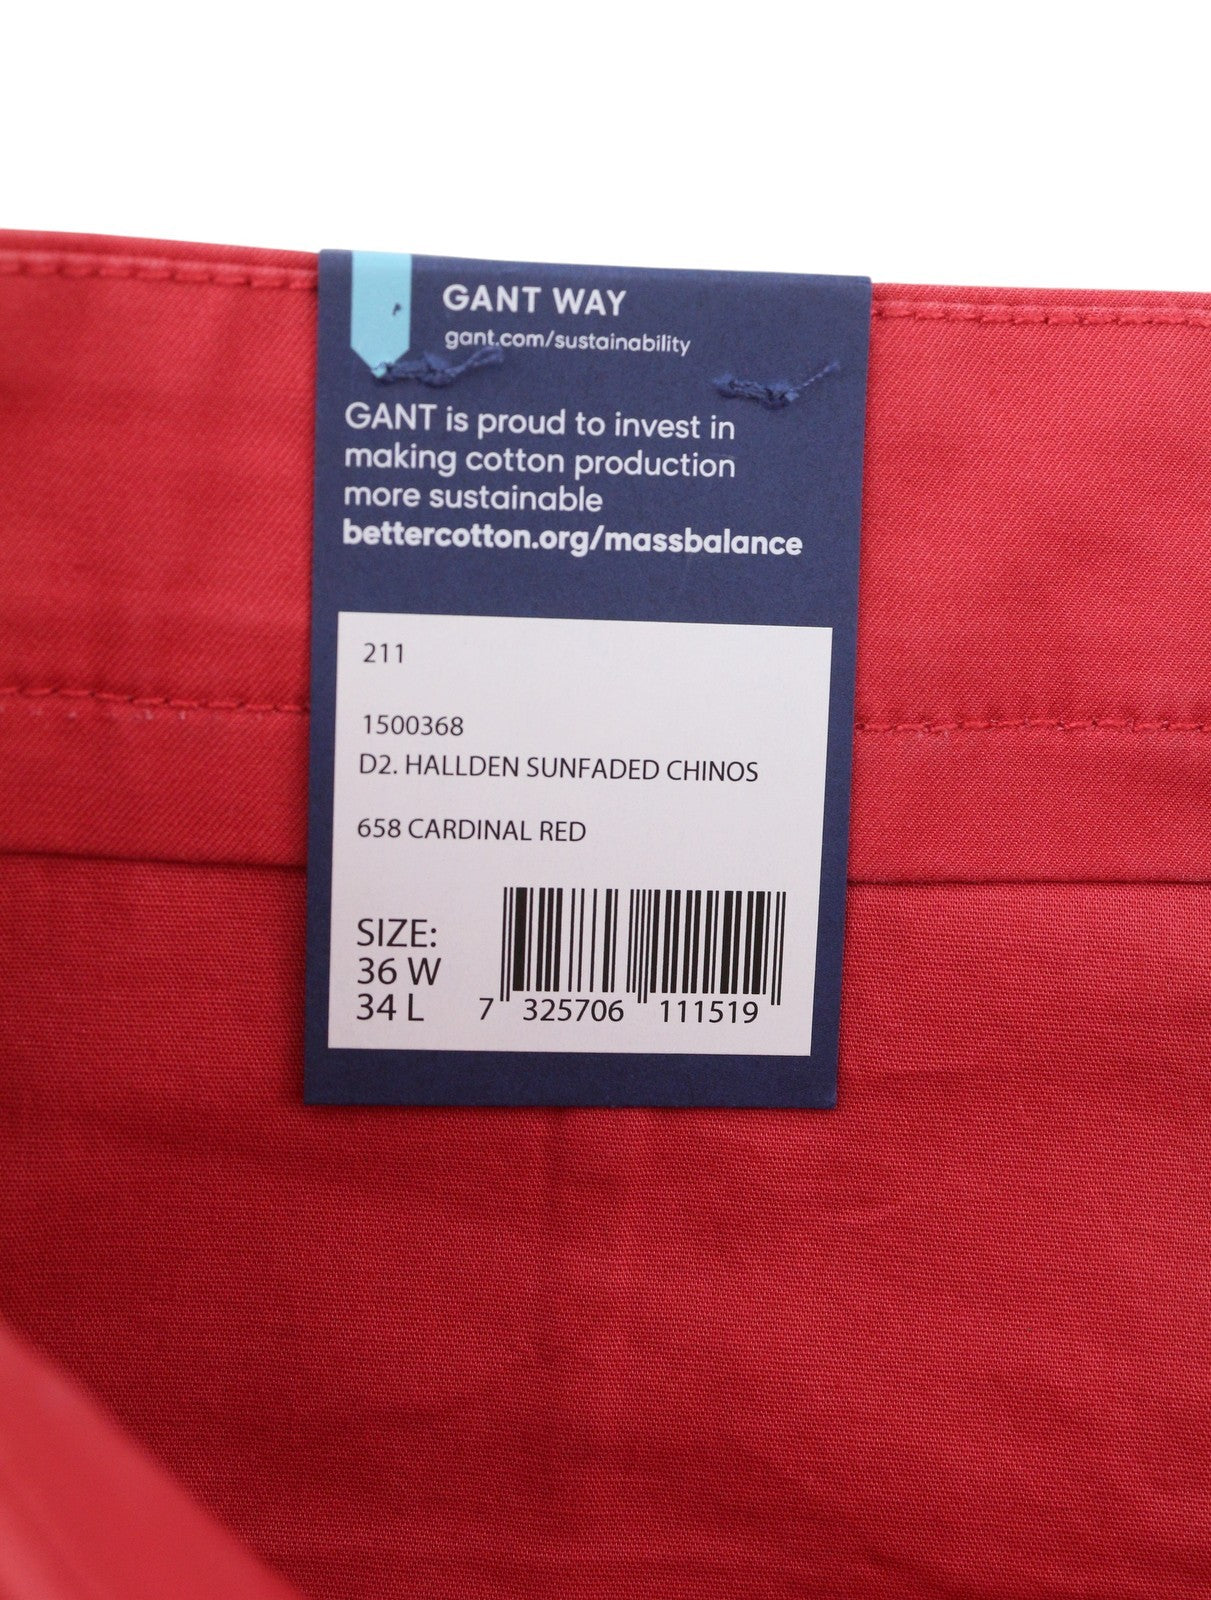 GANT WAY
gant.com/sustainability
GANT is proud to invest in
making cotton production
more sustainable
bettercotton.org/massbalance
211
1500368
D2. HALLDEN SUNFADED CHINOS
658 CARDINAL RED
SIZE:
36 W
34 L
7 325706 111519